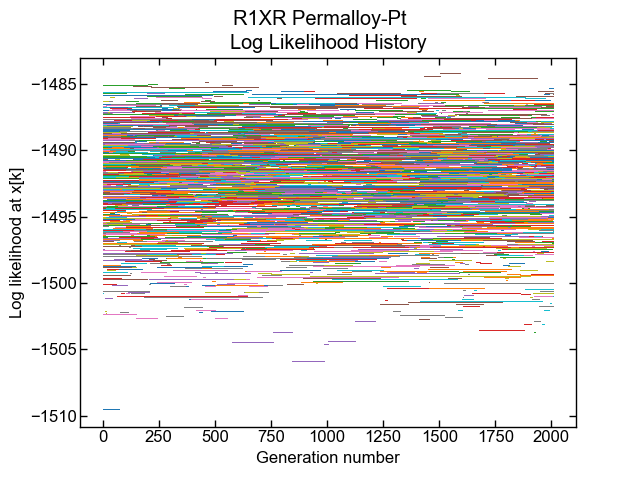 R1XR Permalloy-Pt
Log Likelihood History
−1485
−1490
−1495
−1500
−1505
−1510
Log likelihood at x[k]
0 250 500 750 1000 1250 1500 1750 2000
Generation number